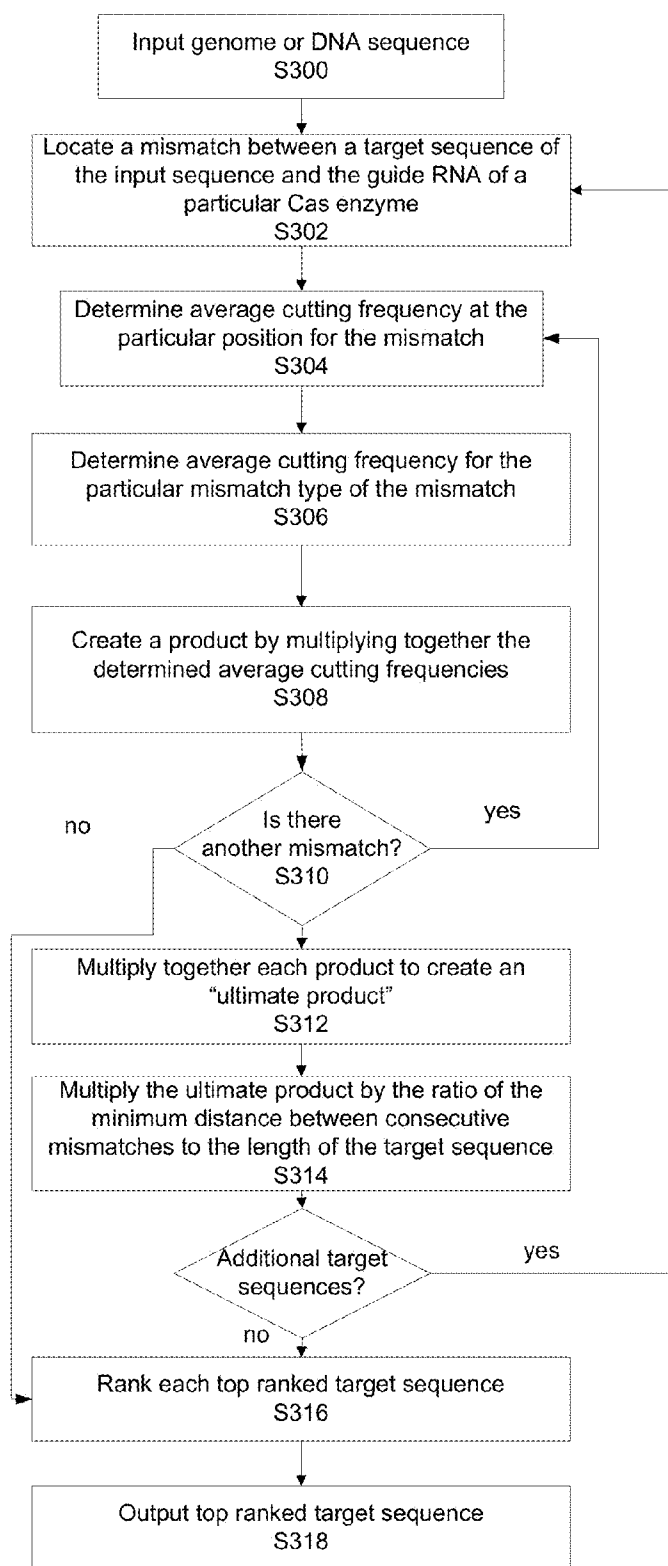 Input genome or DNA sequence
S300
Locate a mismatch between a target sequence of
the input sequence and the guide RNA of a
particular Cas enzyme
S302
Determine average cutting frequency at the
particular position for the mismatch
S304
Determine average cutting frequency for the
particular mismatch type of the mismatch
S306
Create a product by multiplying together the
determined average cutting frequencies
S308
no
yes
Is there
another mismatch?
S310
Multiply together each product to create an
“ultimate product”
S312
Multiply the ultimate product by the ratio of the
minimum distance between consecutive
mismatches to the length of the target sequence
S314
Additional target
sequences?
yes
no
Rank each top ranked target sequence
S316
Output top ranked target sequence
S318